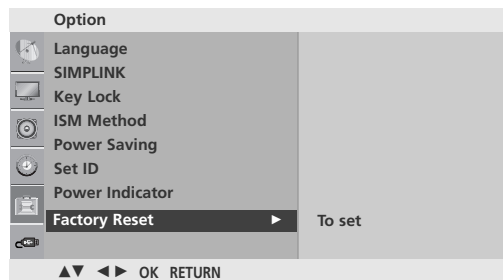 Option
Language
SIMPLINK
Key Lock
ISM Method
Power Saving
Set ID
Power Indicator
Factory Reset ► To set
▲▼ ◄► OK RETURN